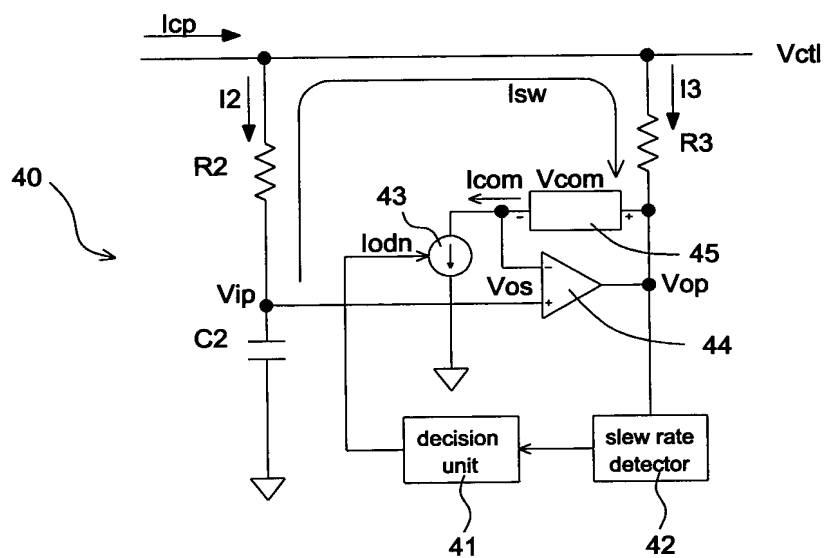 Icp
Vctl
I2
Isw
I3
R2
R3
40
Icom
Vcom
43
- +
Iodn
45
Vip
Vos
-
+
Vop
C2
44
decision
unit
slew rate
detector
41
42